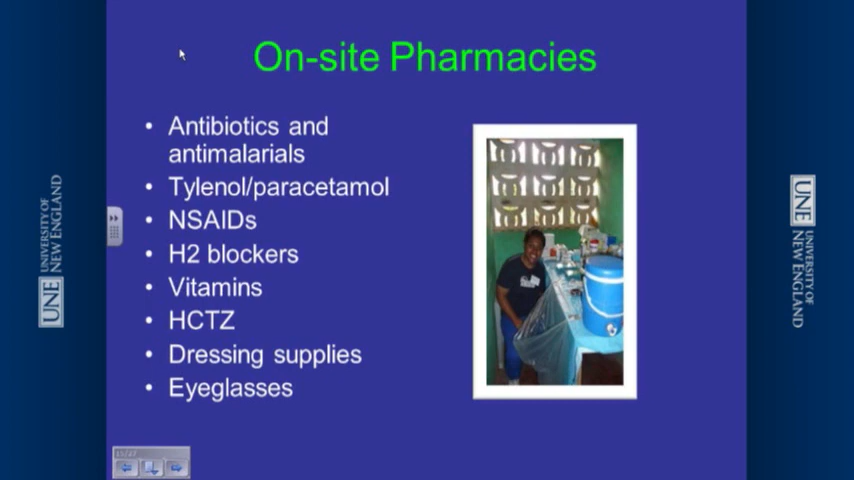 On-site Pharmacies
• Antibiotics and
antimalarials
• Tylenol/paracetamol
• NSAIDs
• H2 blockers
• Vitamins
• HCTZ
• Dressing supplies
• Eyeglasses
UNE UNIVERSITY OF
NEW ENGLAND
UNE UNIVERSITY OF
NEW ENGLAND